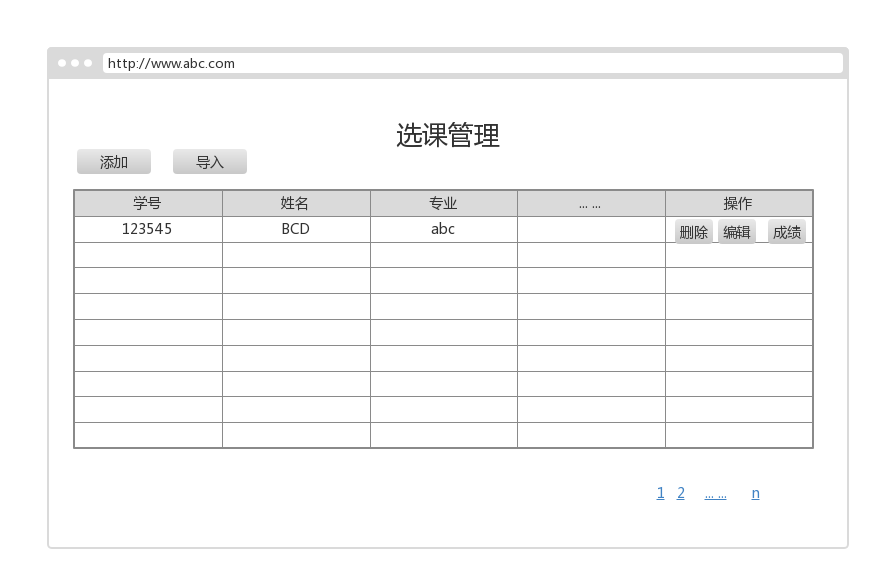 http://www.abc.com
选课管理
添加 导入
学号 姓名 专业 ... ... 操作
123545 BCD abc 删除 编辑 成绩
1 2 ... ... n